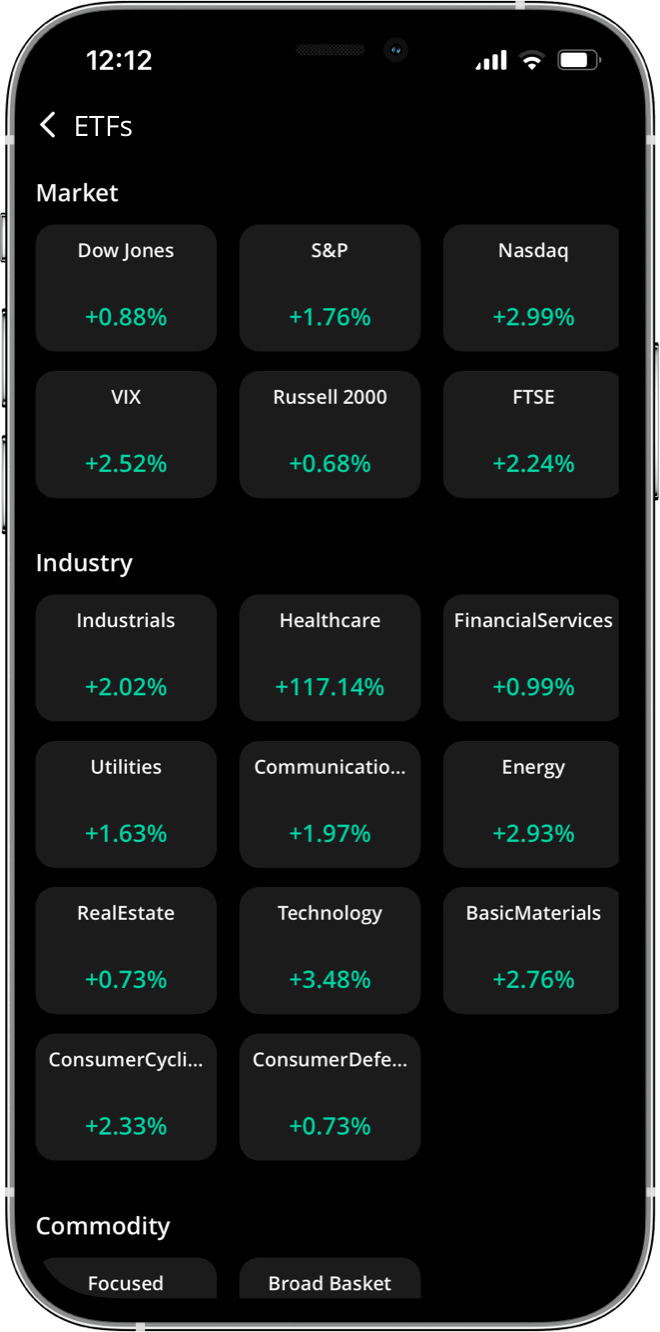 12:12
ETFs
Market
Dow Jones
S&P
Nasdaq
+0.88%
+1.76%
+2.99%
VIX
Russell 2000
FTSE
+2.52%
+0.68%
+2.24%
Industry
Industrials
Healthcare
FinancialServices
+2.02%
+117.14%
+0.99%
Utilities
Communicatio...
Energy
+1.63%
+1.97%
+2.93%
RealEstate
Technology
BasicMaterials
+0.73%
+3.48%
+2.76%
ConsumerCycli...
ConsumerDefe...
+2.33%
+0.73%
Commodity
Focused
Broad Basket